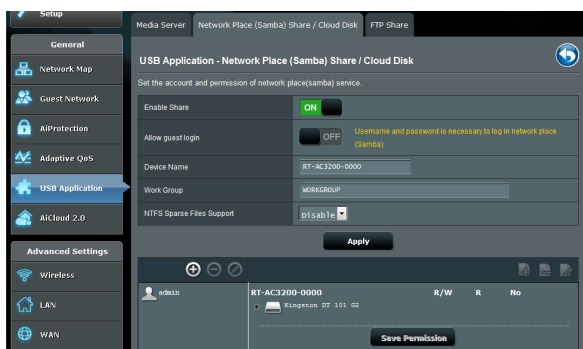 Setup
General
Network Map
Guest Network
AiProtection
Adaptive QoS
USB Application
AiCloud 2.0
Advanced Settings
Wireless
LAN
WAN
Media Server
Network Place (Samba) Share / Cloud Disk
FTP Share
USB Application - Network Place (Samba) Share / Cloud Disk
Set the account and permission of network place(samba) service.
Enable Share
ON
Allow guest login
OFF
Username and password is necessary to log in network place
(Samba)
Device Name
RT-AC3200-0000
Work Group
WORKGROUP
NTFS Sparse Files Support
Disable
Apply
admin
RT-AC3200-0000 R/W R No
Kingston DT 101 G2
Save Permission